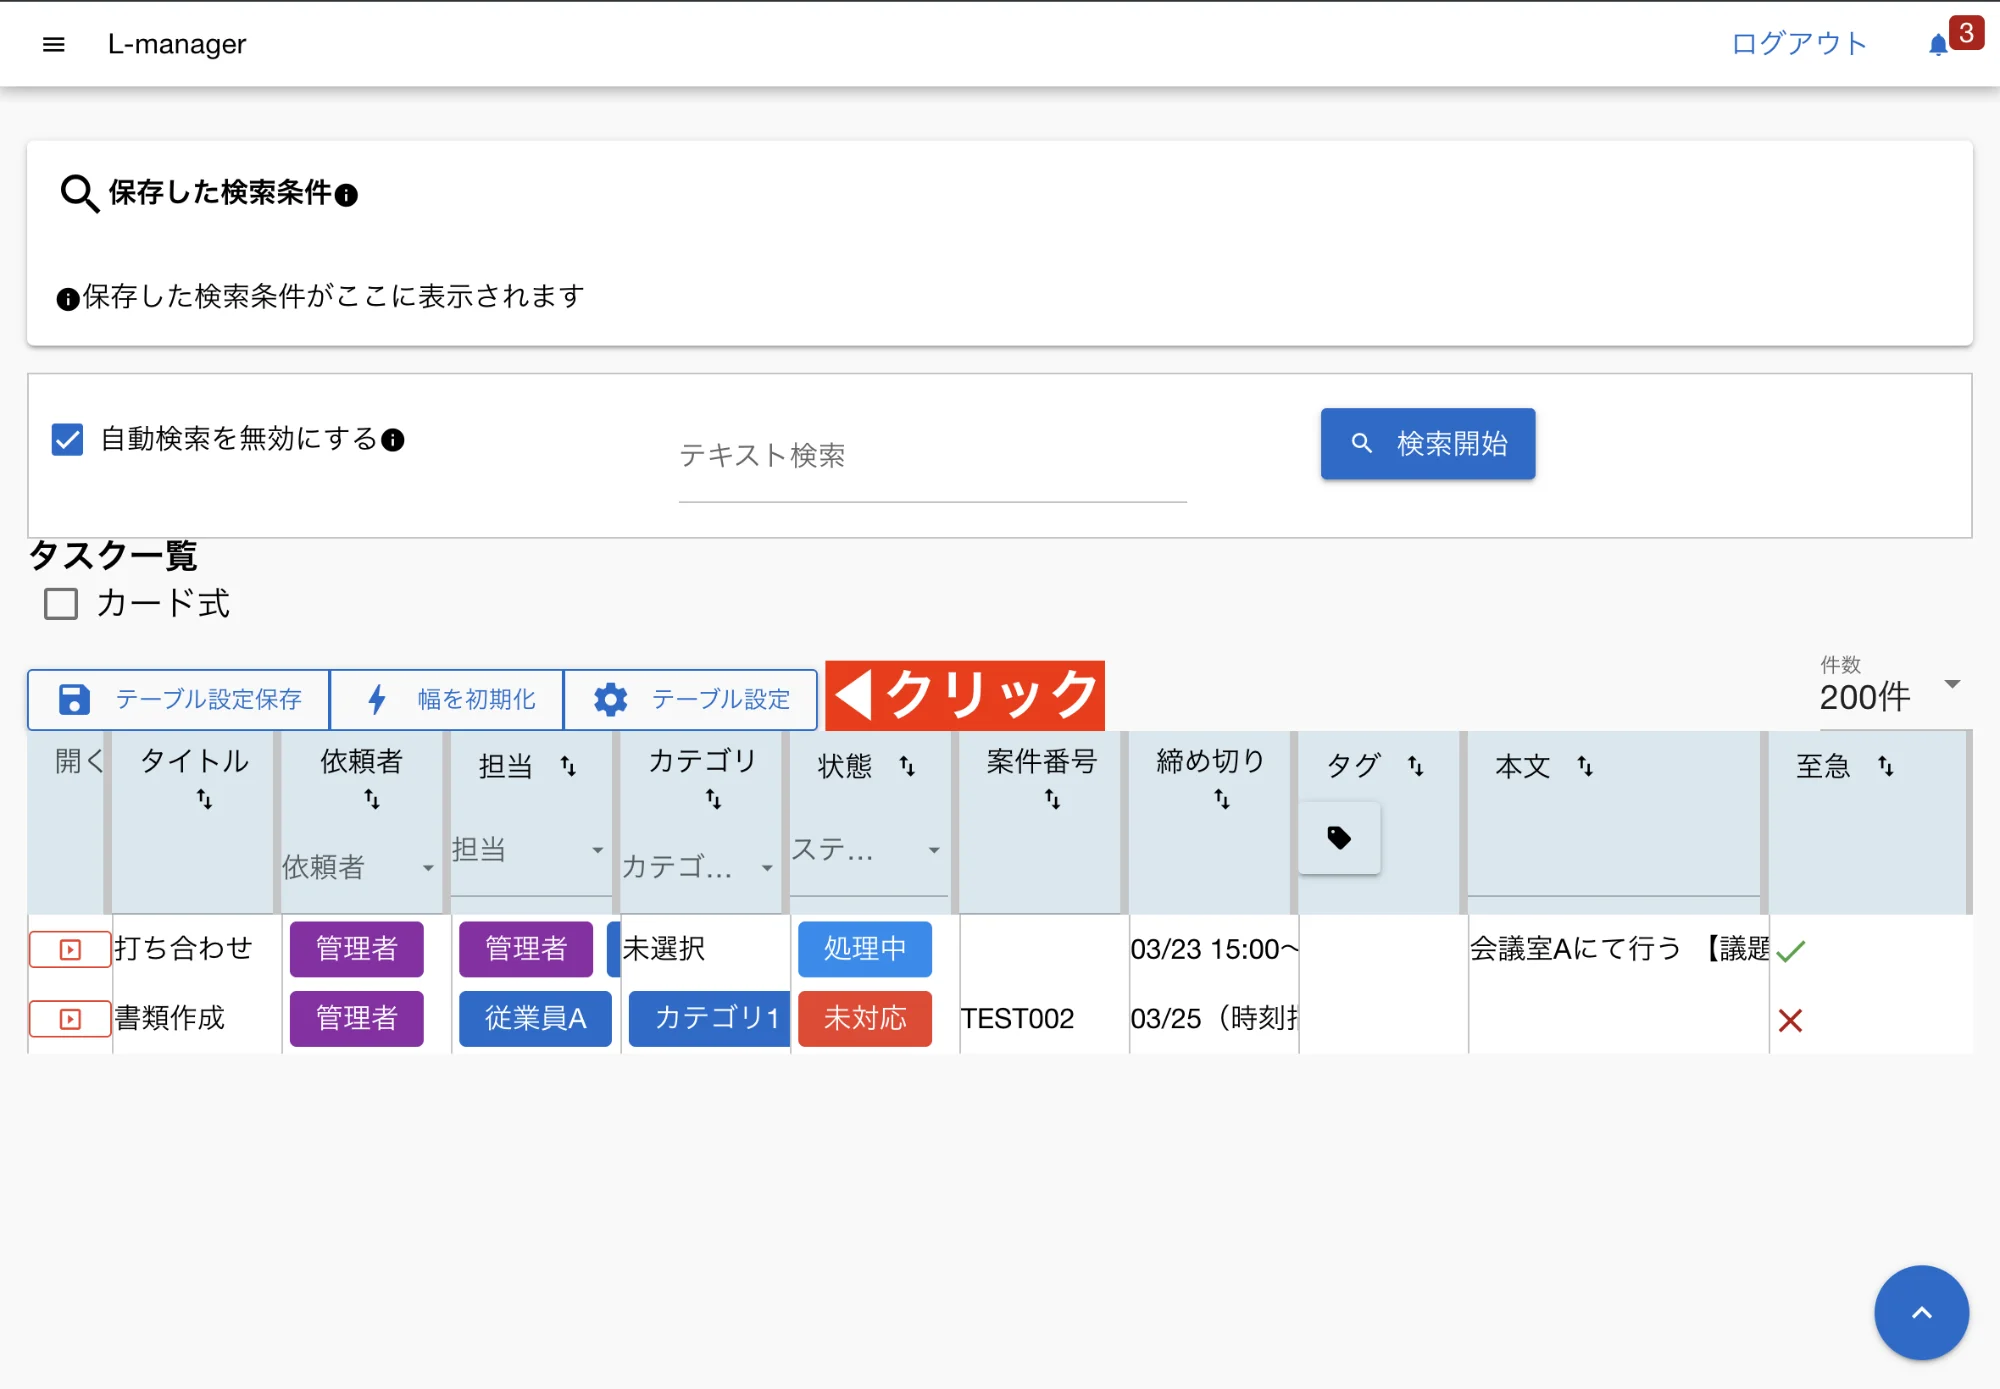 L-manager
ログアウト
3
保存した検索条件
保存した検索条件がここに表示されます
自動検索を無効にする
テキスト検索
検索開始
タスク一覧
カード式
テーブル設定保存
幅を初期化
テーブル設定
クリック
件数
200件
開く タイトル 依頼者 担当 カテゴリ 状態 案件番号 締め切り タグ 本文 至急
依頼者 担当 カテゴ... ステ...
打ち合わせ 管理者 管理者 未選択 処理中 03/23 15:00~ 会議室Aにて行う 【議題
書類作成 管理者 従業員A カテゴリ1 未対応 TEST002 03/25（時刻